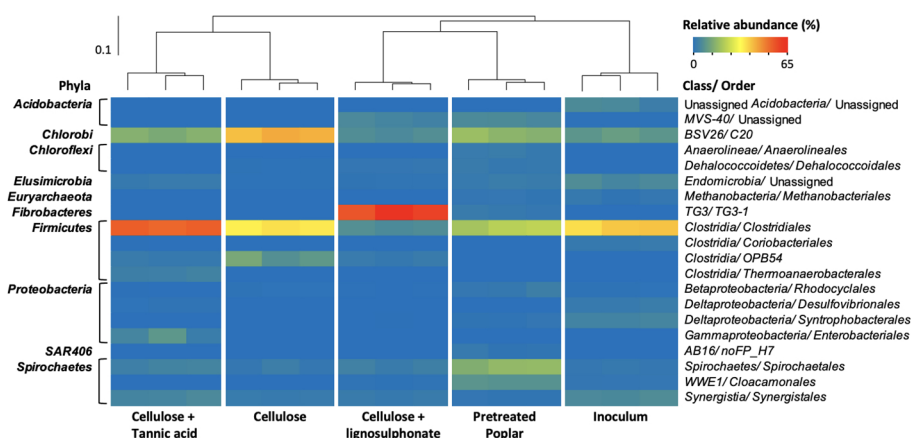 0.1
Relative abundance (%)
0 65
Phyla Class/ Order
Acidobacteria Unassigned Acidobacteria/ Unassigned
MVS-40/ Unassigned
Chlorobi BSV26/ C20
Chloroflexi Anaerolineae/ Anaerolineales
Dehalococcoidetes/ Dehalococcoidales
Elusimicrobia Endomicrobia/ Unassigned
Euryarchaeota Methanobacteria/ Methanobacteriales
Fibrobacteres TG3/ TG3-1
Firmicutes Clostridia/ Clostridiales
Clostridia/ Coriobacteriales
Clostridia/ OPB54
Clostridia/ Thermoanaerobacterales
Proteobacteria Betaproteobacteria/ Rhodocyclales
Deltaproteobacteria/ Desulfovibrionales
Deltaproteobacteria/ Syntrophobacterales
Gammaproteobacteria/ Enterobacteriales
SAR406 AB16/ noFP_H7
Spirochaetes Spirochaetes/ Spirochaetales
WWE1/ Cloacamonales
Synergistia/ Synergistales
Cellulose + Tannic acid
Cellulose
Cellulose + lignosulphonate
Pretreated Poplar
Inoculum